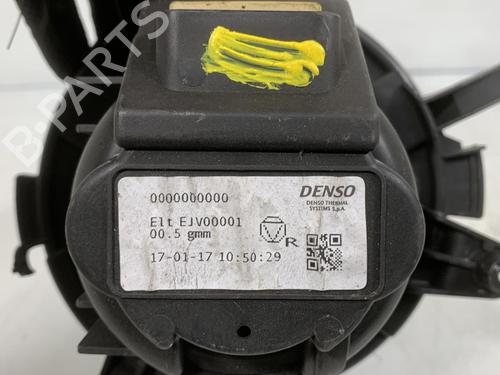 0000000000
DENSO
DENSO THERMAL
SYSTEMS S.p.A.
Elt EJV00001
00.5 gmm
R
17-01-17 10:50:29
B-PARTS